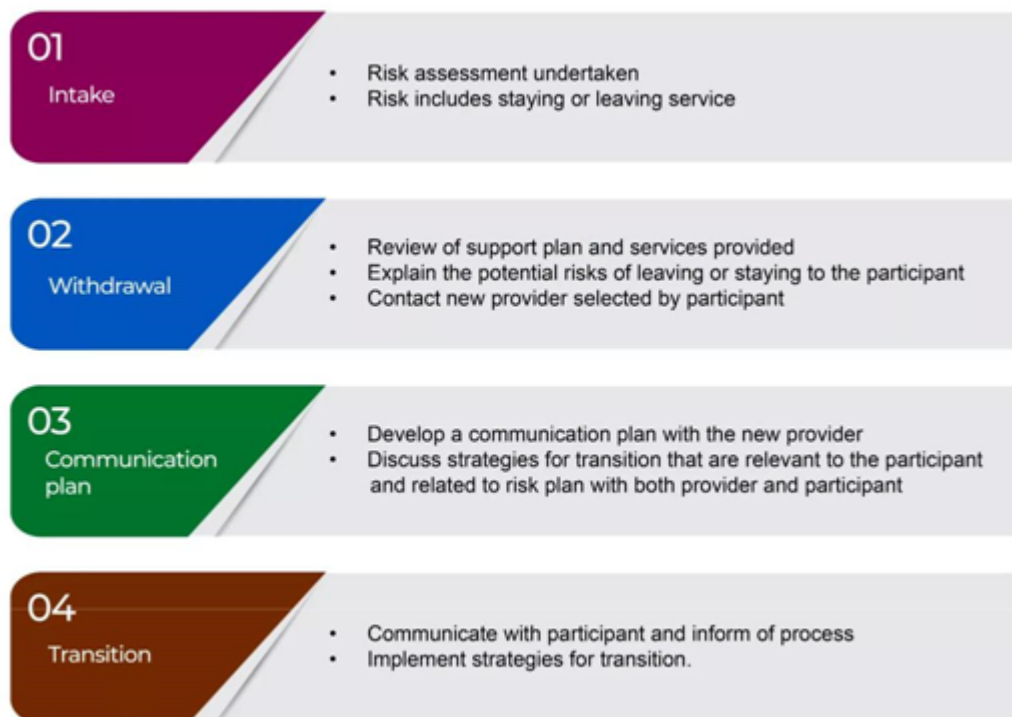 01
Intake
• Risk assessment undertaken
• Risk includes staying or leaving service
02
Withdrawal
• Review of support plan and services provided
• Explain the potential risks of leaving or staying to the participant
• Contact new provider selected by participant
03
Communication
plan
• Develop a communication plan with the new provider
• Discuss strategies for transition that are relevant to the participant
and related to risk plan with both provider and participant
04
Transition
• Communicate with participant and inform of process
• Implement strategies for transition.